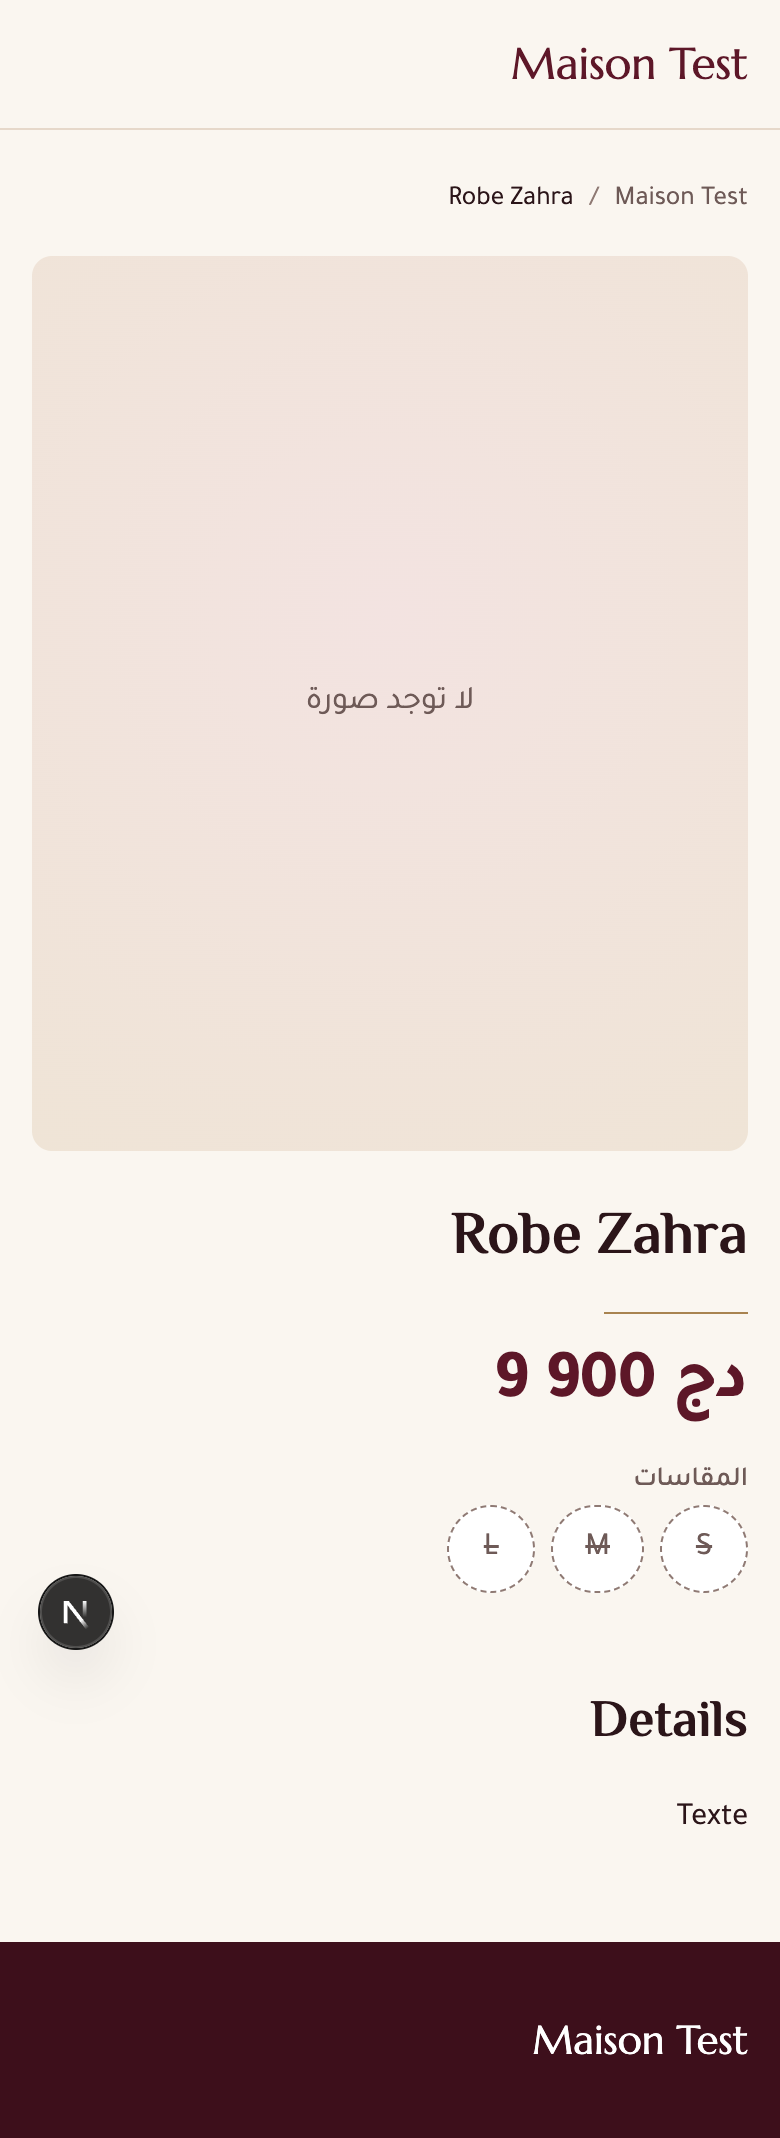 Maison Test
Maison Test / Robe Zahra
لا توجد صورة
Robe Zahra
9 900 دج
المقاسات
S M L
N
Details
Texte
Maison Test